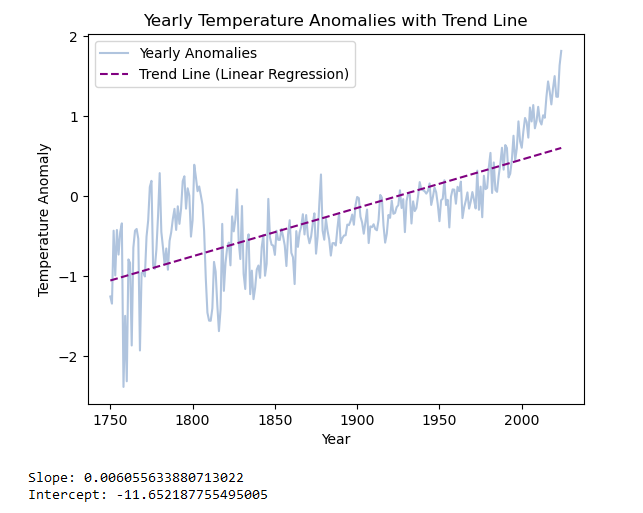 Yearly Temperature Anomalies with Trend Line
Yearly Anomalies
Trend Line (Linear Regression)
Temperature Anomaly
2
1
0
−1
−2
1750 1800 1850 1900 1950 2000
Year
Slope: 0.006055633880713022
Intercept: -11.652187755495005